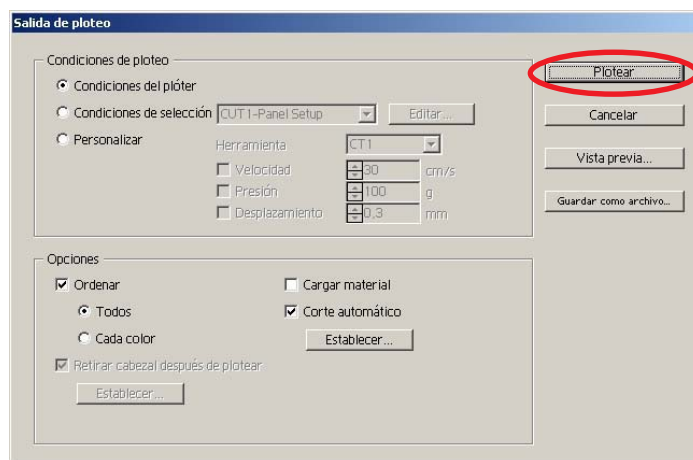 Salida de ploteo
Condiciones de ploteo
Condiciones del plóter
Condiciones de selección CUT1-Panel Setup Editar...
Personalizar
Herramienta CT1
Velocidad 30 cm/s
Presión 100 g
Desplazamiento 0,3 mm
Plotear
Cancelar
Vista previa...
Guardar como archivo...
Opciones
Ordenar
Todos
Cada color
Retirar cabezal después de plotear
Establecer...
Cargar material
Corte automático
Establecer...